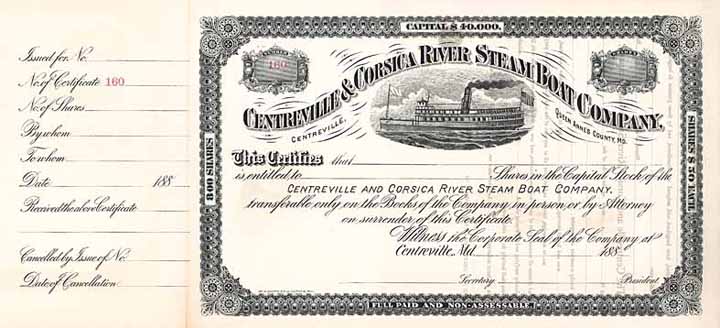 Issued for No.
No. of Certificate 160
No. of Shares
By whom
To whom
Date 188
Received the above Certificate
Cancelled by Issue of No.
Date of Cancellation
CAPITAL $ 40.000.
NUMBER
160
SHARES
CENTREVILLE & CORSICA RIVER STEAM BOAT COMPANY,
CENTREVILLE, QUEEN ANNES COUNTY, MD.
800 SHARES
SHARES $ 50 EACH
This Certifies that
is entitled to Shares in the Capital Stock of the
CENTREVILLE AND CORSICA RIVER STEAM BOAT COMPANY,
transferable only on the Books of the Company in person or by Attorney
on surrender of this Certificate.
Witness the Corporate Seal of the Company at
Centreville, Md. 188
Secretary President
FULL PAID AND NON-ASSESSABLE.